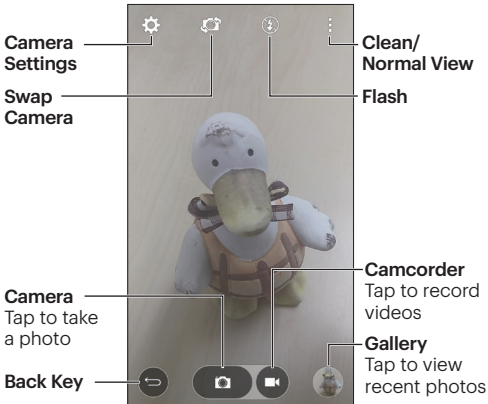 Camera
Settings
Clean/
Normal View
Swap
Camera
Flash
Camera
Tap to take
a photo
Camcorder
Tap to record
videos
Gallery
Tap to view
recent photos
Back Key